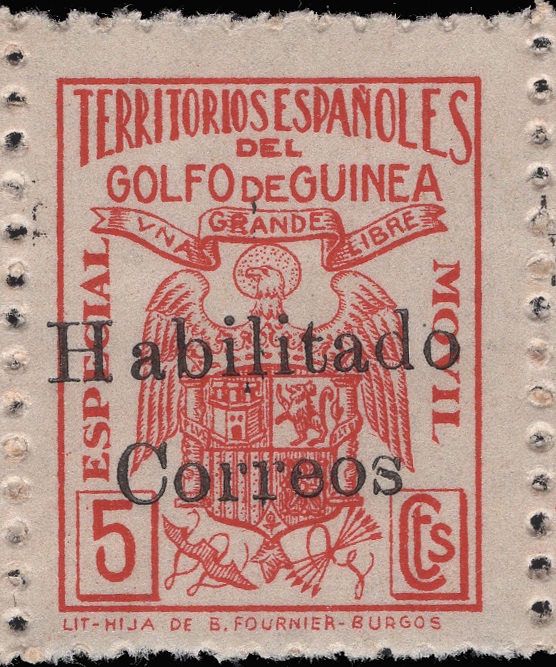 TERRITORIOS ESPAÑOLES
DEL
GOLFO DE GUINEA
VNA GRANDE LIBRE
ESPECIAL
MOVIL
Habilitado
Correos
5 Cts
LIT-HIJA DE B. FOURNIER-BURGOS